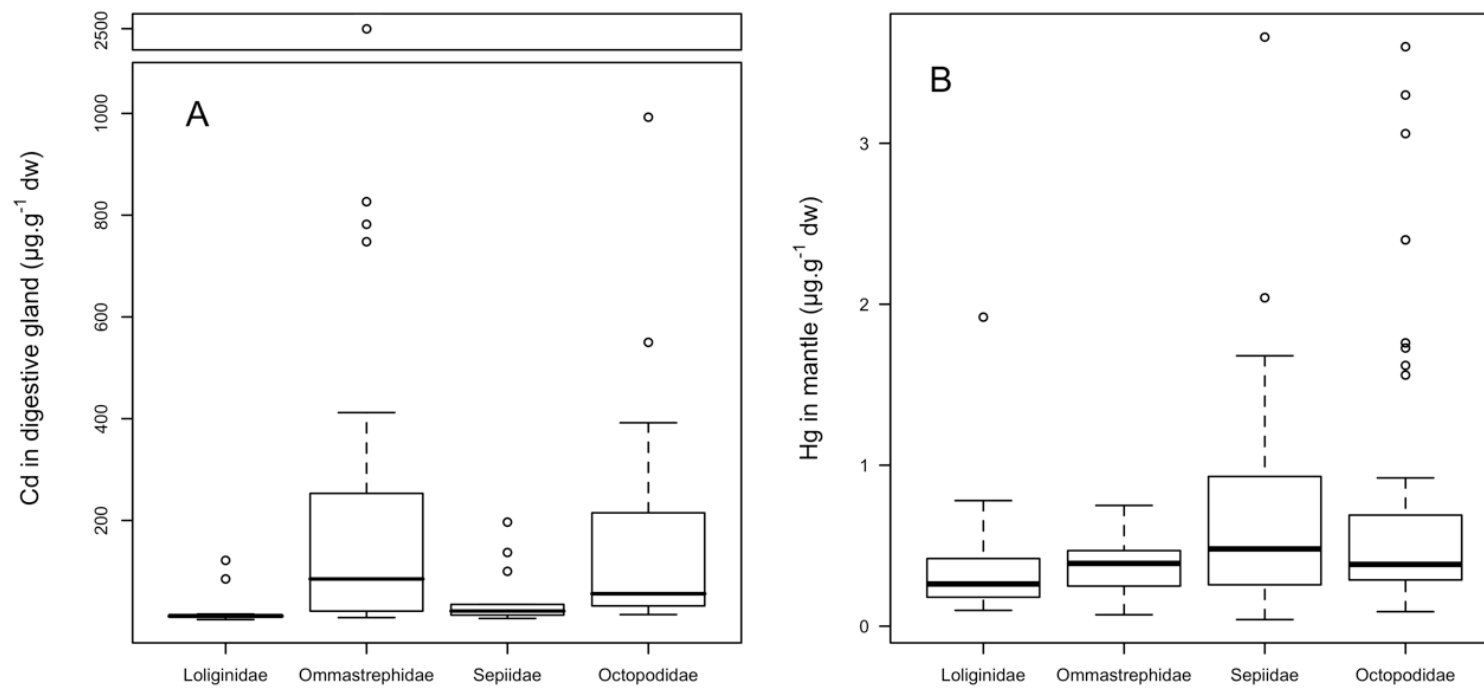 2500
A
1000
800
600
400
200
Cd in digestive gland (µg.g⁻¹ dw)
Loliginidae Ommastrephidae Sepiidae Octopodidae
B
3
2
1
0
Hg in mantle (µg.g⁻¹ dw)
Loliginidae Ommastrephidae Sepiidae Octopodidae